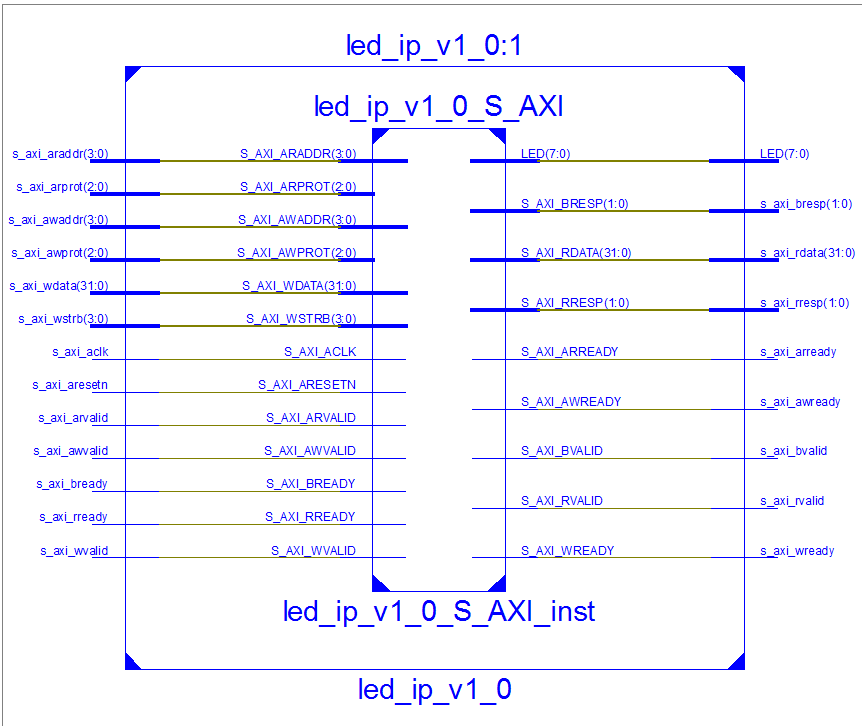 led_ip_v1_0:1
led_ip_v1_0_S_AXI
s_axi_araddr(3:0) S_AXI_ARADDR(3:0) LED(7:0) LED(7:0)
s_axi_arprot(2:0) S_AXI_ARPROT(2:0)
S_AXI_BRESP(1:0) s_axi_bresp(1:0)
s_axi_awaddr(3:0) S_AXI_AWADDR(3:0)
s_axi_awprot(2:0) S_AXI_AWPROT(2:0) S_AXI_RDATA(31:0) s_axi_rdata(31:0)
s_axi_wdata(31:0) S_AXI_WDATA(31:0)
S_AXI_RRESP(1:0) s_axi_rresp(1:0)
s_axi_wstrb(3:0) S_AXI_WSTRB(3:0)
s_axi_aclk S_AXI_ACLK S_AXI_ARREADY s_axi_arready
s_axi_aresetn S_AXI_ARESETN
S_AXI_AWREADY s_axi_awready
s_axi_arvalid S_AXI_ARVALID
s_axi_awvalid S_AXI_AWVALID S_AXI_BVALID s_axi_bvalid
s_axi_bready S_AXI_BREADY
S_AXI_RVALID s_axi_rvalid
s_axi_rready S_AXI_RREADY
s_axi_wvalid S_AXI_WVALID S_AXI_WREADY s_axi_wready
led_ip_v1_0_S_AXI_inst
led_ip_v1_0